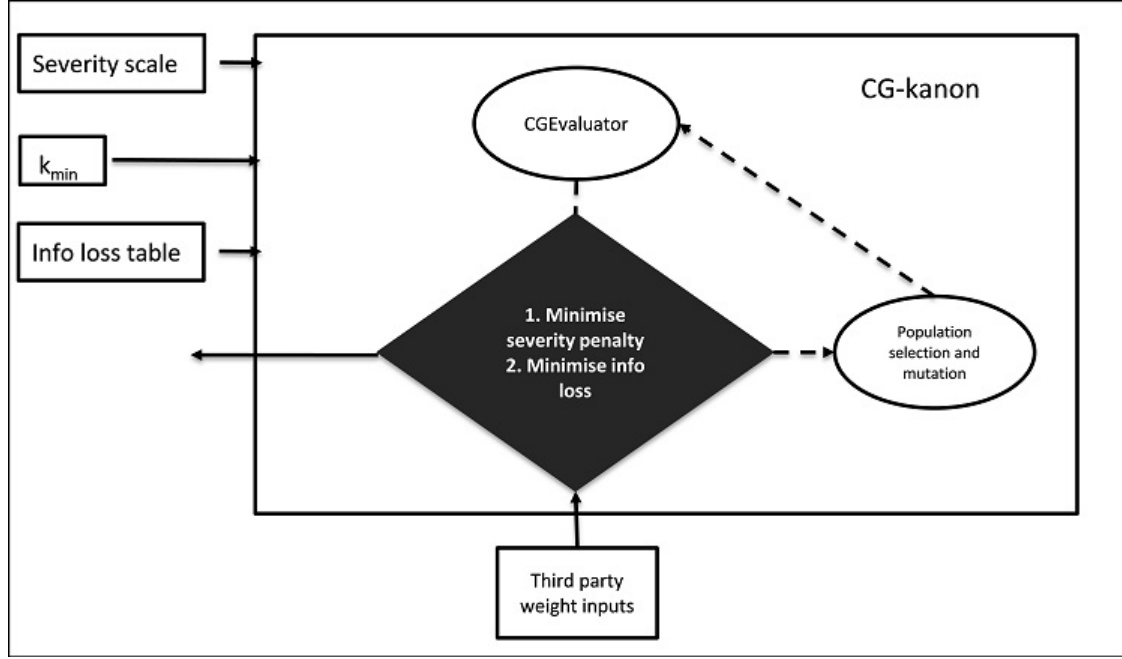 Severity scale
CG-kanon
CGEvaluator
kmin
Info loss table
1. Minimise
severity penalty
2. Minimise info
loss
Population
selection and
mutation
Third party
weight inputs